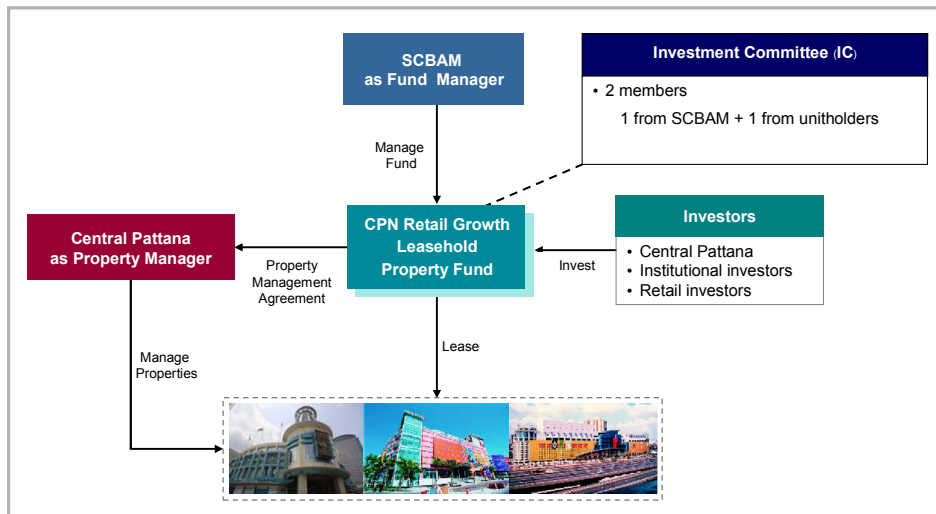 SCBAM
as Fund Manager
Investment Committee (IC)
• 2 members
1 from SCBAM + 1 from unitholders
Manage
Fund
Central Pattana
as Property Manager
CPN Retail Growth
Leasehold
Property Fund
Investors
• Central Pattana
• Institutional investors
• Retail investors
Property
Management
Agreement
Invest
Manage
Properties
Lease